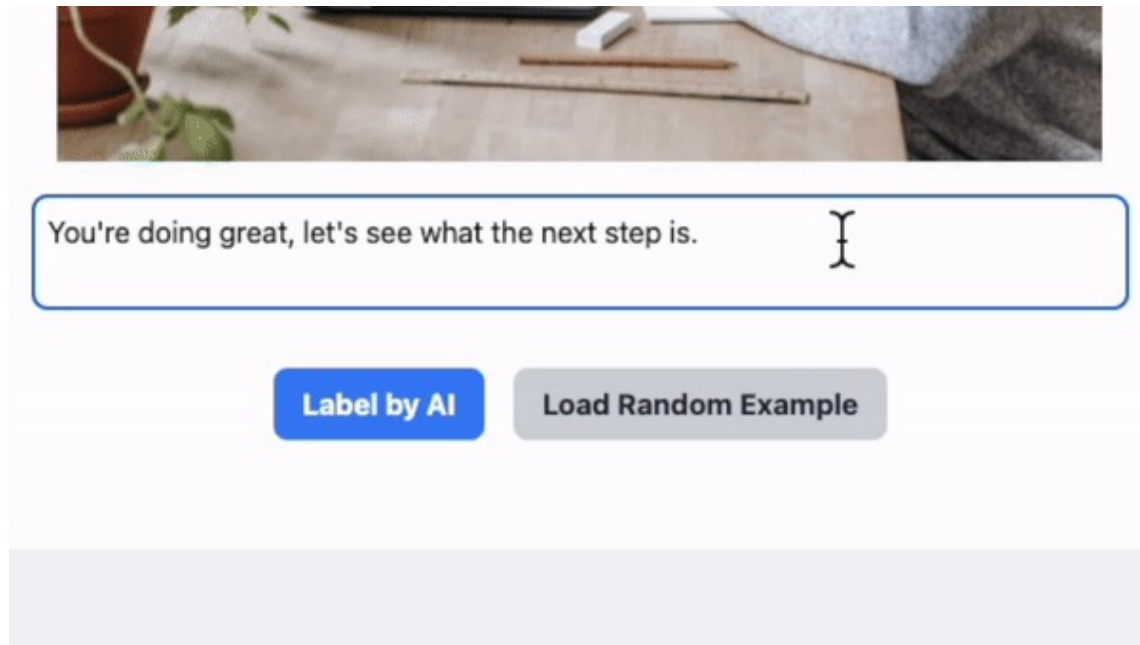 You're doing great, let's see what the next step is.
Label by AI
Load Random Example